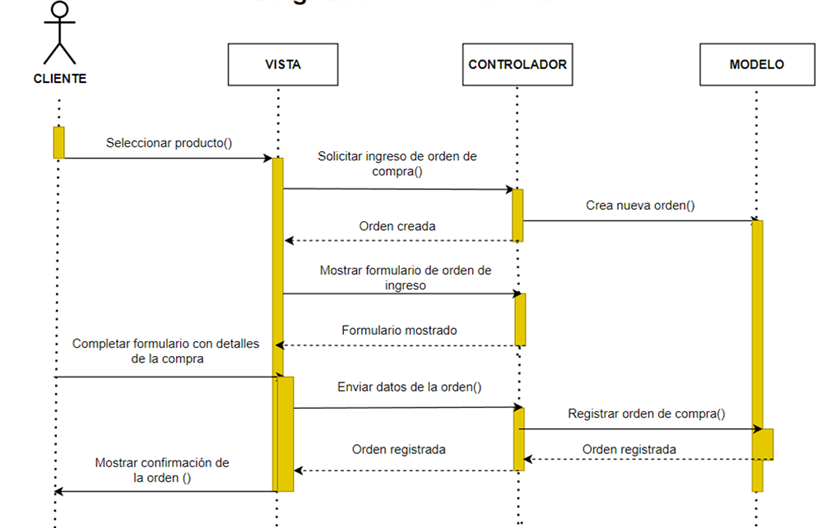 CLIENTE
VISTA
CONTROLADOR
MODELO
Seleccionar producto()
Solicitar ingreso de orden de
compra()
Crea nueva orden()
Orden creada
Mostrar formulario de orden de
ingreso
Formulario mostrado
Completar formulario con detalles
de la compra
Enviar datos de la orden()
Registrar orden de compra()
Orden registrada
Orden registrada
Mostrar confirmación de
la orden ()